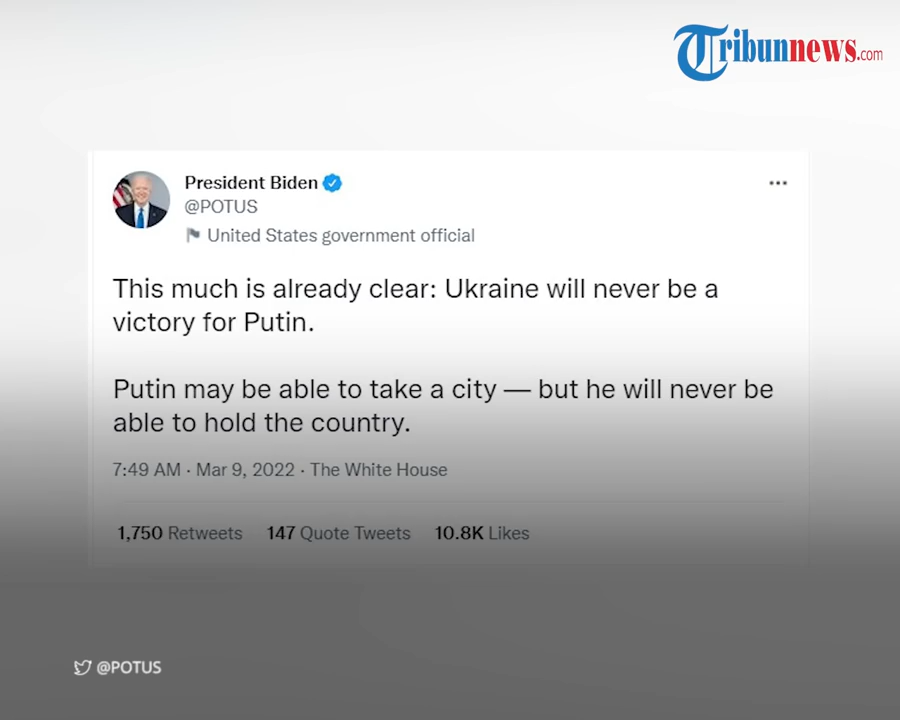 Tribunnews.com
President Biden
@POTUS
United States government official
This much is already clear: Ukraine will never be a
victory for Putin.
Putin may be able to take a city — but he will never be
able to hold the country.
7:49 AM · Mar 9, 2022 · The White House
1,750 Retweets 147 Quote Tweets 10.8K Likes
@POTUS